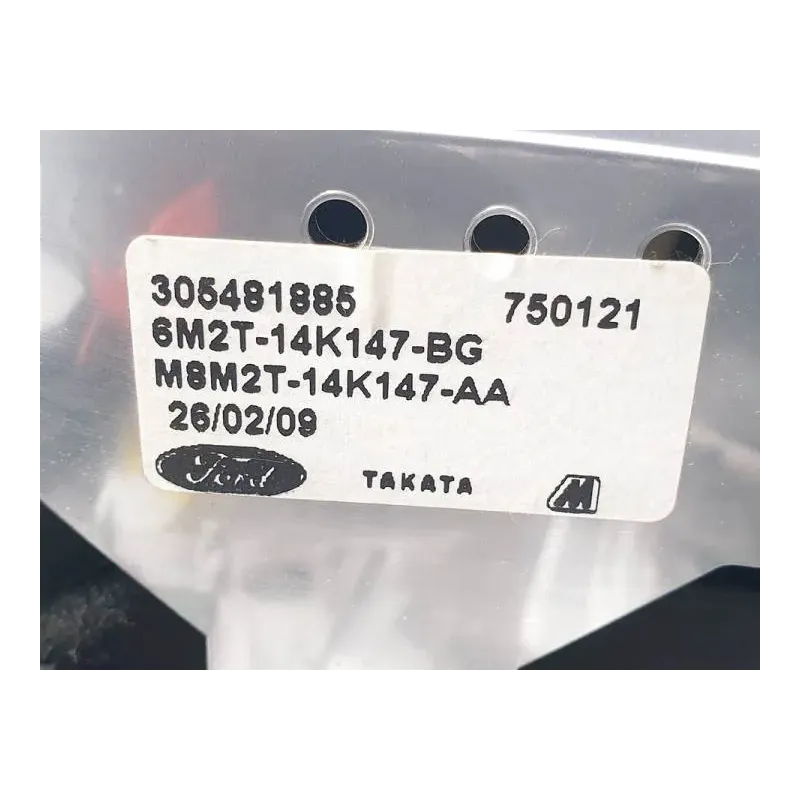 305481885 750121
6M2T-14K147-BG
M8M2T-14K147-AA
26/02/09
Ford TAKATA M